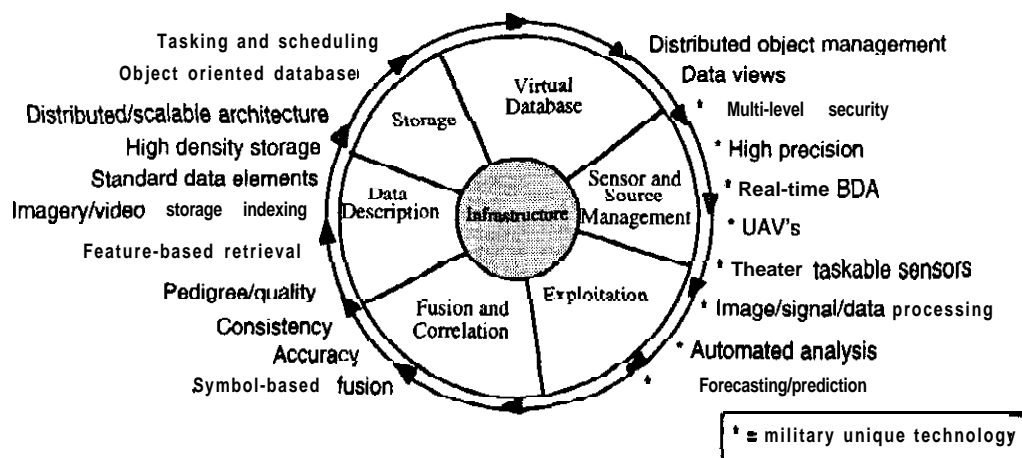 Tasking and scheduling
Object oriented database
Distributed/scalable architecture
High density storage
Standard data elements
Imagery/video storage indexing
Feature-based retrieval
Pedigree/quality
Consistency
Accuracy
Symbol-based fusion
Virtual
Database
Storage
Data
Description
Infrastructure
Sensor and
Source
Management
Fusion and
Correlation
Exploitation
Distributed object management
Data views
* Multi-level security
* High precision
* Real-time BDA
* UAV's
* Theater taskable sensors
* Image/signal/data processing
* Automated analysis
* Forecasting/prediction
* = military unique technology